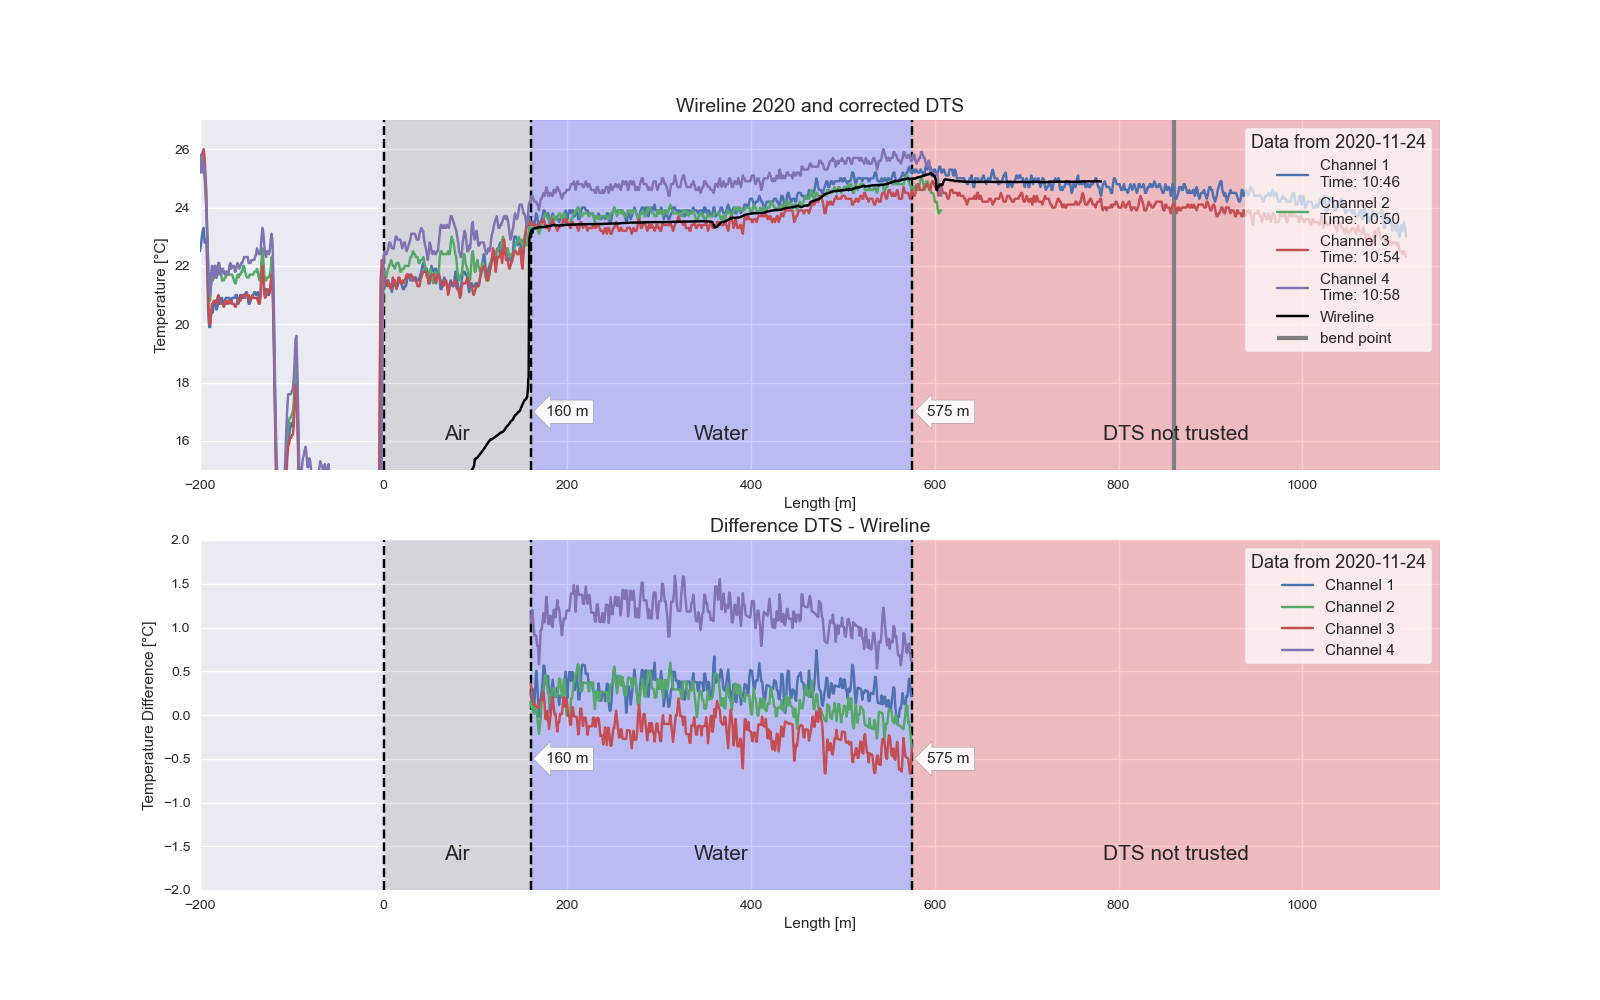 Wireline 2020 and corrected DTS
Temperature [°C]
26
24
22
20
18
16
Data from 2020-11-24
Channel 1
Time: 10:46
Channel 2
Time: 10:50
Channel 3
Time: 10:54
Channel 4
Time: 10:58
Wireline
bend point
160 m
575 m
Air
Water
DTS not trusted
−200
0
200
400
600
800
1000
Length [m]
Difference DTS - Wireline
Temperature Difference [°C]
2.0
1.5
1.0
0.5
0.0
−0.5
−1.0
−1.5
−2.0
Data from 2020-11-24
Channel 1
Channel 2
Channel 3
Channel 4
160 m
575 m
Air
Water
DTS not trusted
−200
0
200
400
600
800
1000
Length [m]